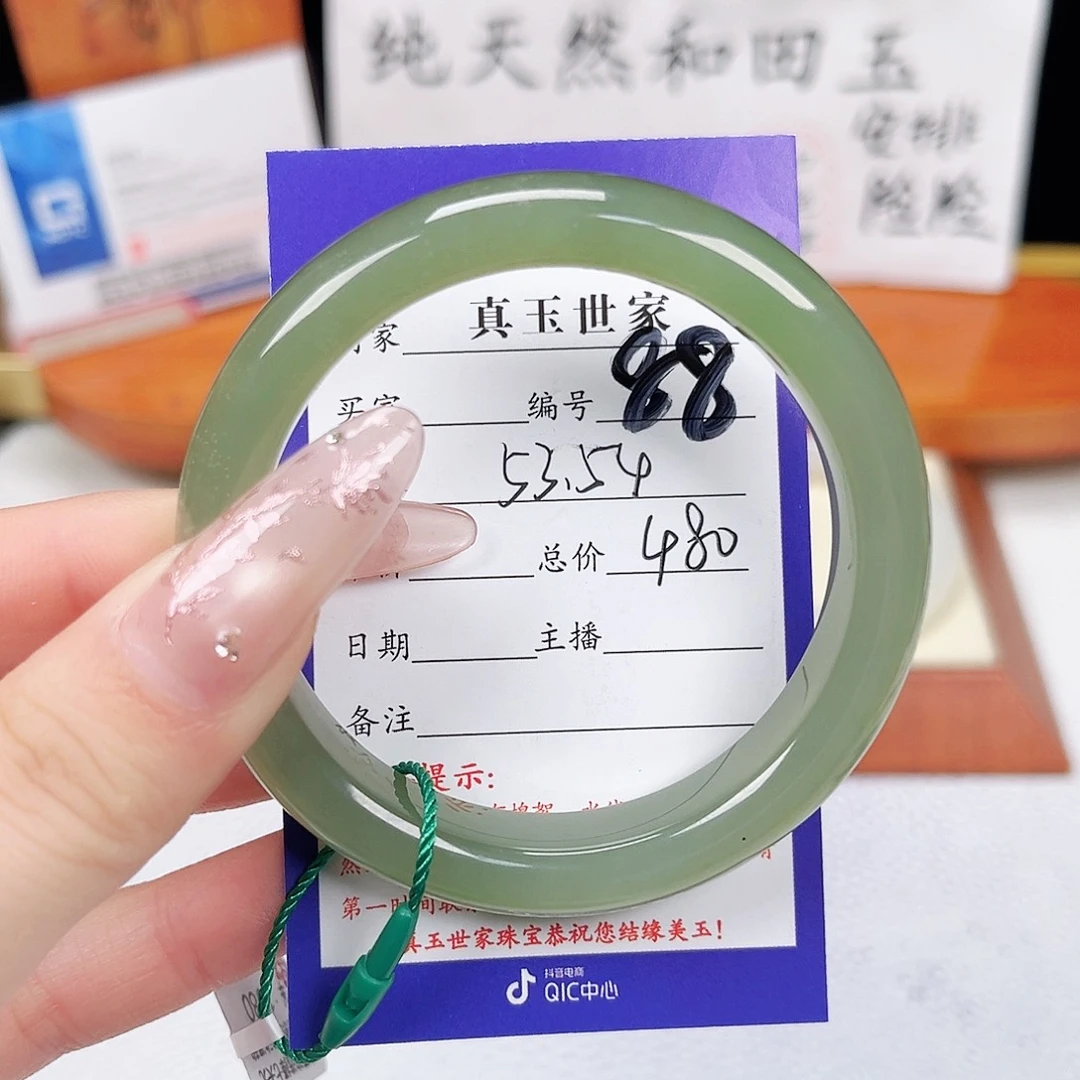 纯天然和田玉
真玉世家
家
88
编号
53.54
总价 480
日期 主播
备注
提示:
第一时间联
真玉世家珠宝恭祝您结缘美玉!
抖音电商
QIC中心